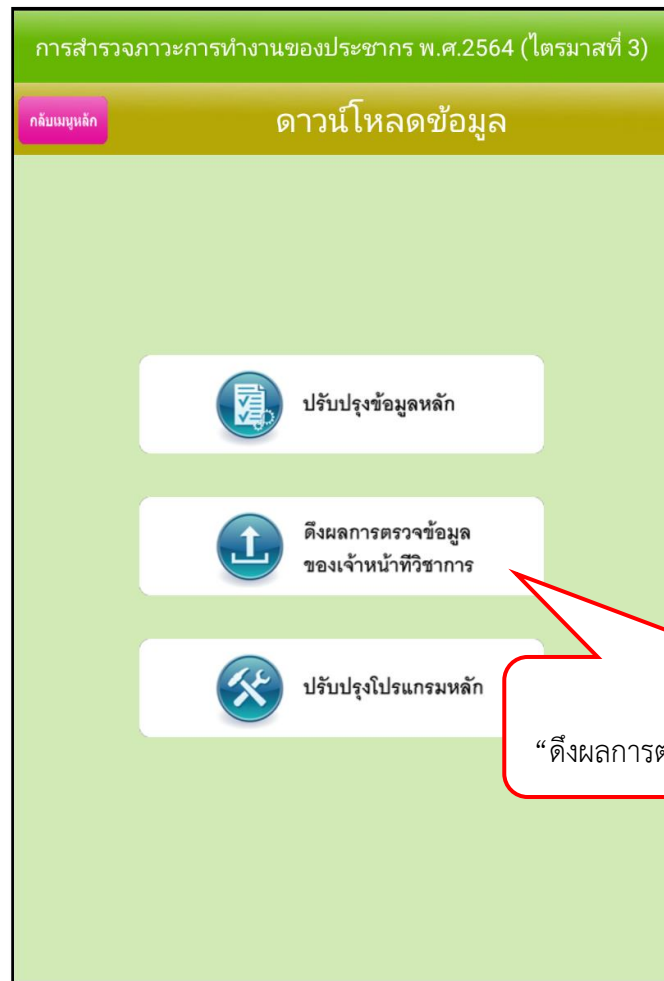 การสำรวจภาวะการทำงานของประชากร พ.ศ.2564 (ไตรมาสที่ 3)
กลับเมนูหลัก
ดาวน์โหลดข้อมูล
ปรับปรุงข้อมูลหลัก
ดึงผลการตรวจข้อมูล
ของเจ้าหน้าที่วิชาการ
ปรับปรุงโปรแกรมหลัก
“ดึงผลการต